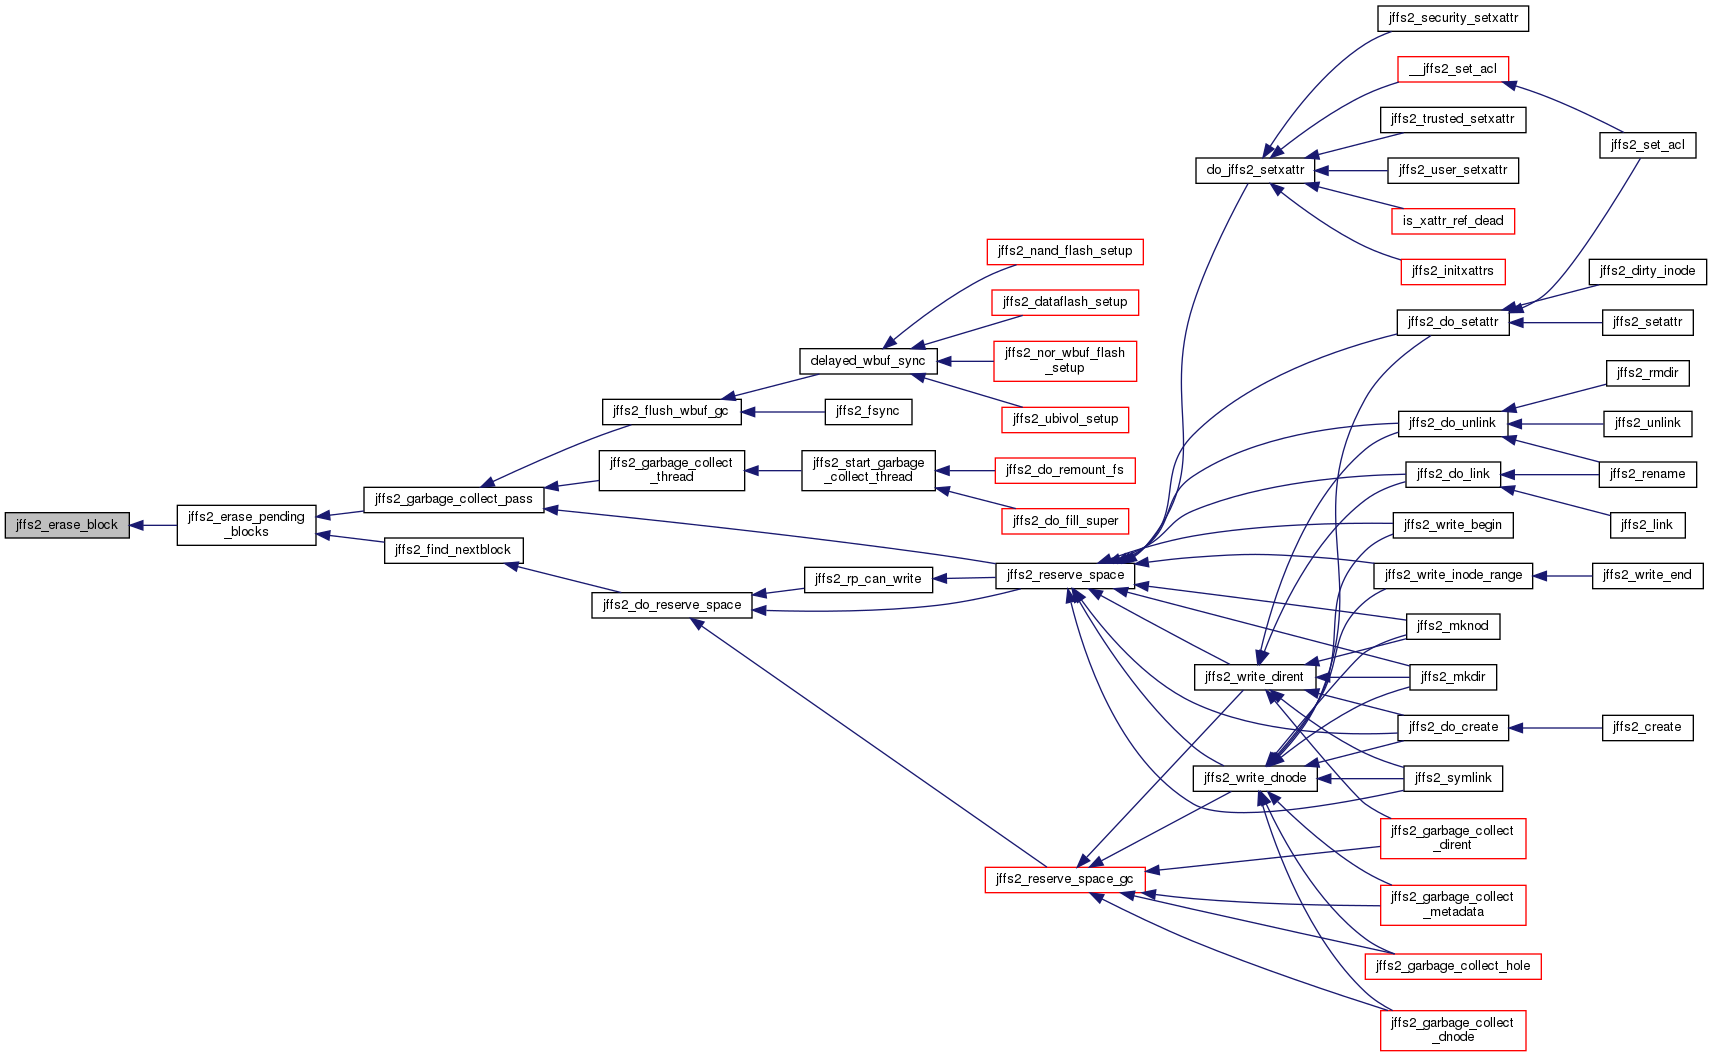 jffs2_security_setxattr
__jffs2_set_acl
jffs2_trusted_setxattr
jffs2_set_acl
do_jffs2_setxattr
jffs2_user_setxattr
is_xattr_ref_dead
jffs2_nand_flash_setup
jffs2_initxattrs
jffs2_dirty_inode
jffs2_dataflash_setup
jffs2_do_setattr
jffs2_setattr
delayed_wbuf_sync
jffs2_nor_wbuf_flash
_setup
jffs2_rmdir
jffs2_flush_wbuf_gc
jffs2_fsync
jffs2_ubivol_setup
jffs2_do_unlink
jffs2_unlink
jffs2_garbage_collect
_thread
jffs2_start_garbage
_collect_thread
jffs2_do_remount_fs
jffs2_do_link
jffs2_rename
jffs2_garbage_collect_pass
jffs2_erase_block
jffs2_erase_pending
_blocks
jffs2_do_fill_super
jffs2_write_begin
jffs2_link
jffs2_find_nextblock
jffs2_rp_can_write
jffs2_reserve_space
jffs2_write_inode_range
jffs2_write_end
jffs2_do_reserve_space
jffs2_mknod
jffs2_write_dirent
jffs2_mkdir
jffs2_do_create
jffs2_create
jffs2_write_dnode
jffs2_symlink
jffs2_garbage_collect
_dirent
jffs2_reserve_space_gc
jffs2_garbage_collect
_metadata
jffs2_garbage_collect_hole
jffs2_garbage_collect
_dnode